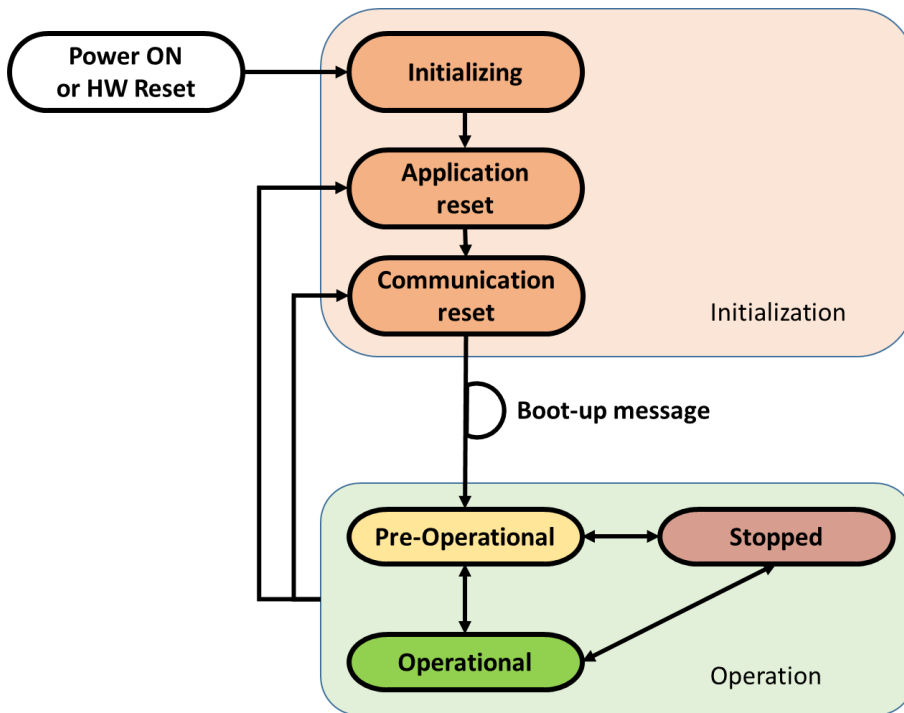 Power ON
or HW Reset
Initializing
Application
reset
Communication
reset
Initialization
Boot-up message
Pre-Operational
Stopped
Operational
Operation